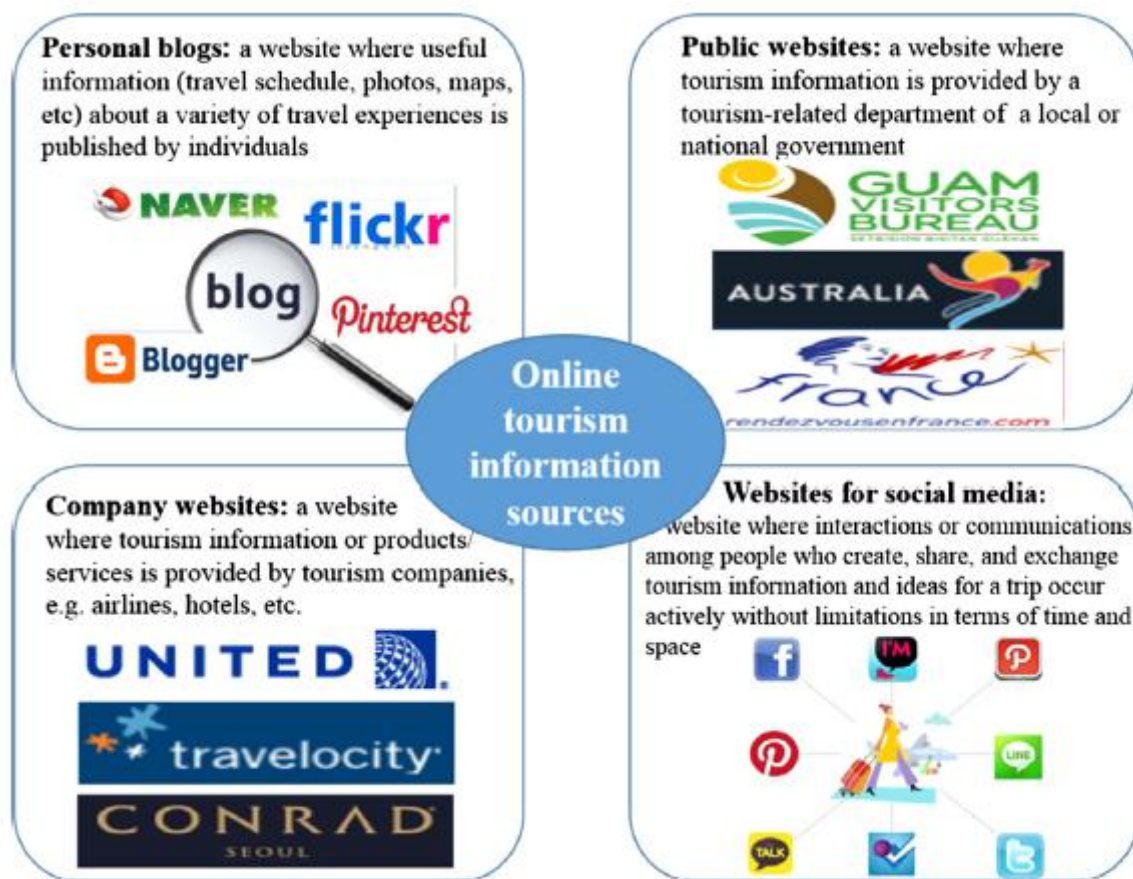 Personal blogs: a website where useful
information (travel schedule, photos, maps,
etc) about a variety of travel experiences is
published by individuals
NAVER
flickr
blog
Pinterest
Blogger
Public websites: a website where
tourism information is provided by a
tourism-related department of a local or
national government
GUAM
VISITORS
BUREAU
AUSTRALIA
france
rendezvousenfrance.com
Online
tourism
information
sources
Company websites: a website
where tourism information or products/
services is provided by tourism companies,
e.g. airlines, hotels, etc.
UNITED
travelocity
CONRAD
SEOUL
Websites for social media:
website where interactions or communications
among people who create, share, and exchange
tourism information and ideas for a trip occur
actively without limitations in terms of time and
space
I'M
LINE
TALK